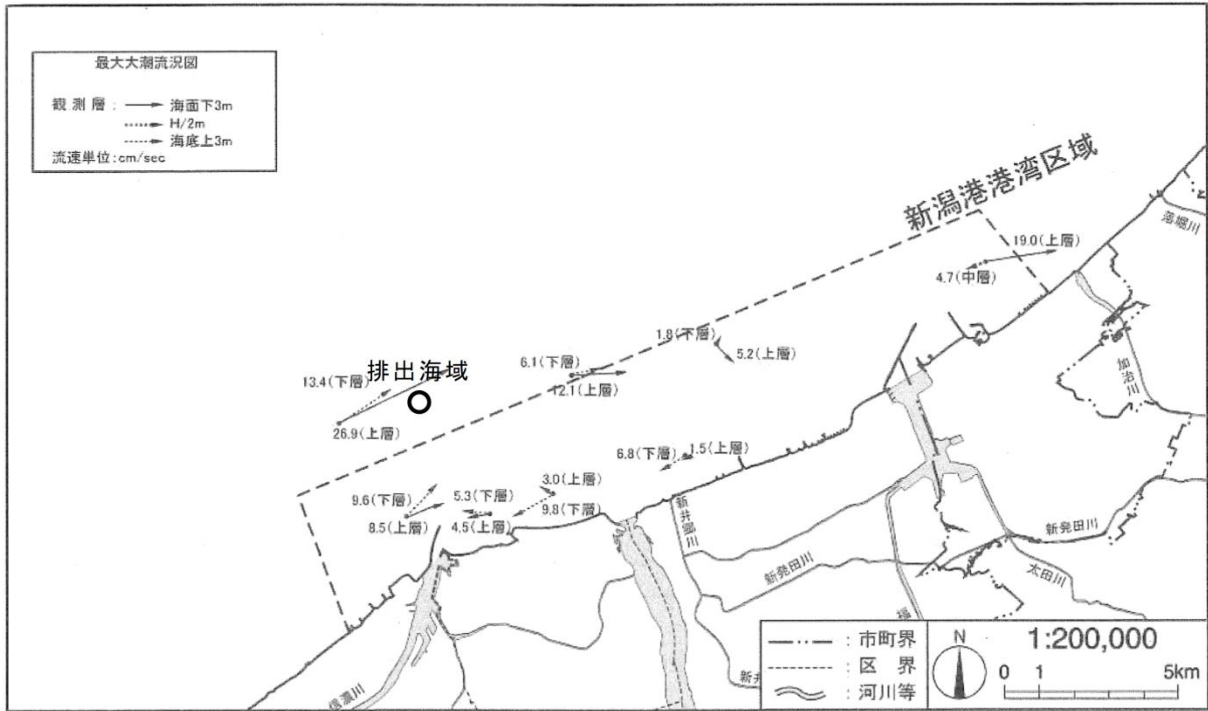 最大大潮流況図
観測層: 海面下3m
H/2m
海底上3m
流速単位:cm/sec
新潟港港湾区域
落堀川
19.0(上層)
4.7(中層)
1.8(下層)
5.2(上層)
6.1(下層)
12.1(上層)
排出海域
13.4(下層)
26.9(上層)
加治川
6.8(下層)
1.5(上層)
3.0(上層)
9.8(下層)
9.6(下層)
8.5(上層)
5.3(下層)
4.5(上層)
新井郷川
新発田川
新発田川
太田川
信濃川
新井
市町界
区界
河川等
N
1:200,000
0 1 5km